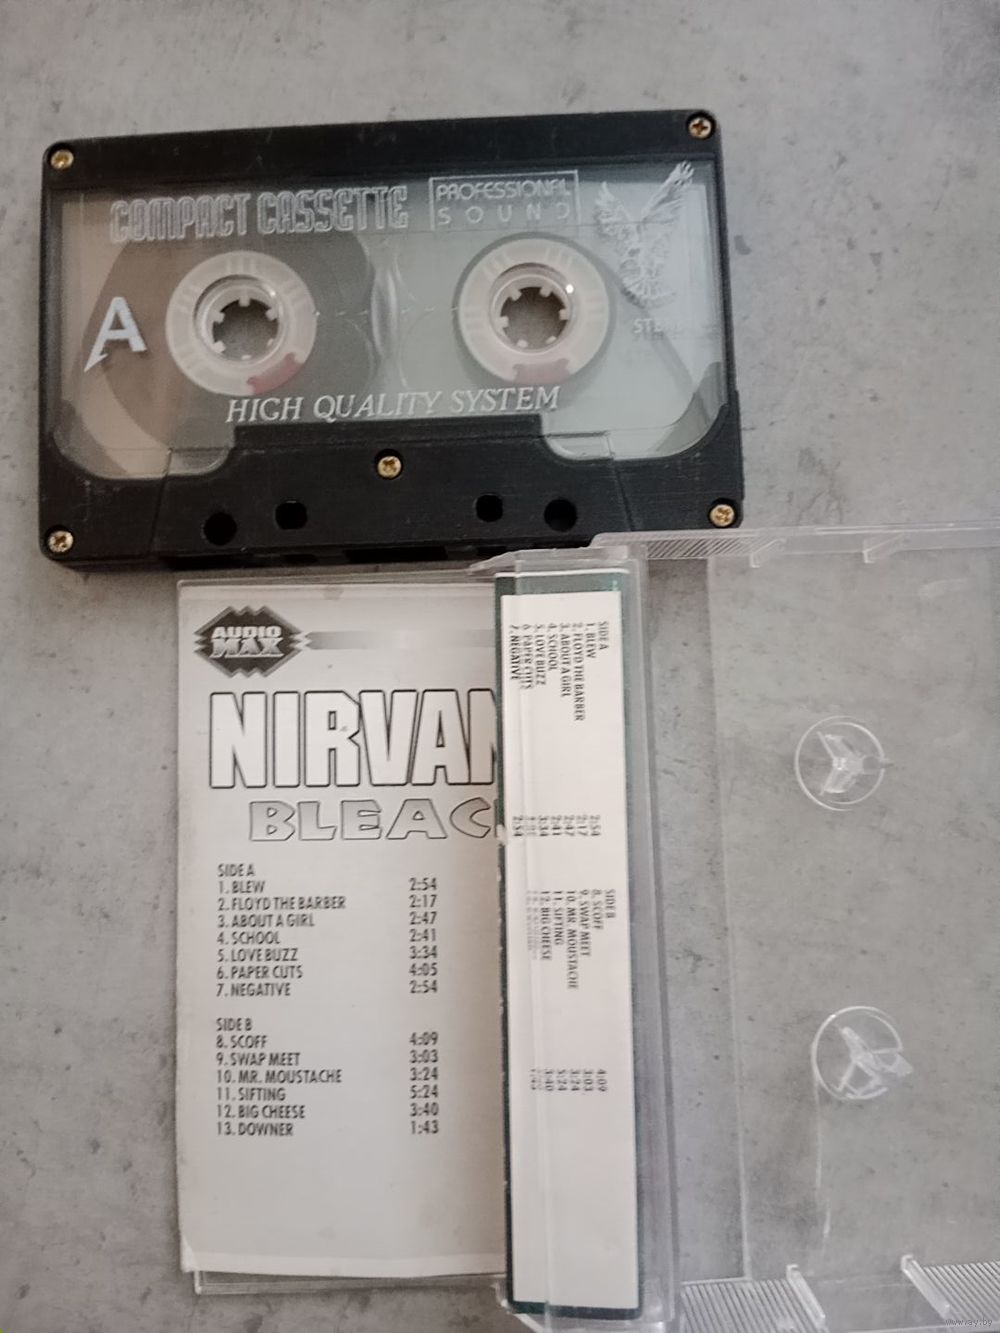 COMPACT CASSETTE
PROFESSIONAL
SOUND
A
HIGH QUALITY SYSTEM
AUDIO
MAX
NIRVAN
BLEAC
SIDE A
1. BLEW 2:54
2. FLOYD THE BARBER 2:17
3. ABOUT A GIRL 2:47
4. SCHOOL 2:41
5. LOVE BUZZ 3:34
6. PAPER CUTS 4:05
7. NEGATIVE 2:54
SIDE B
8. SCOFF 4:09
9. SWAP MEET 3:03
10. MR. MOUSTACHE 3:24
11. SIFTING 5:24
12. BIG CHEESE 3:40
13. DOWNER 1:43
SIDE A
1. BLEW 2:54
2. FLOYD THE BARBER 2:17
3. ABOUT A GIRL 2:47
4. SCHOOL 2:41
5. LOVE BUZZ 3:34
6. PAPER CUTS
7. NEGATIVE 2:54
SIDE B
8. SCOFF 4:09
9. SWAP MEET 3:03
10. MR. MOUSTACHE 3:24
11. SIFTING 5:24
12. BIG CHEESE 3:40